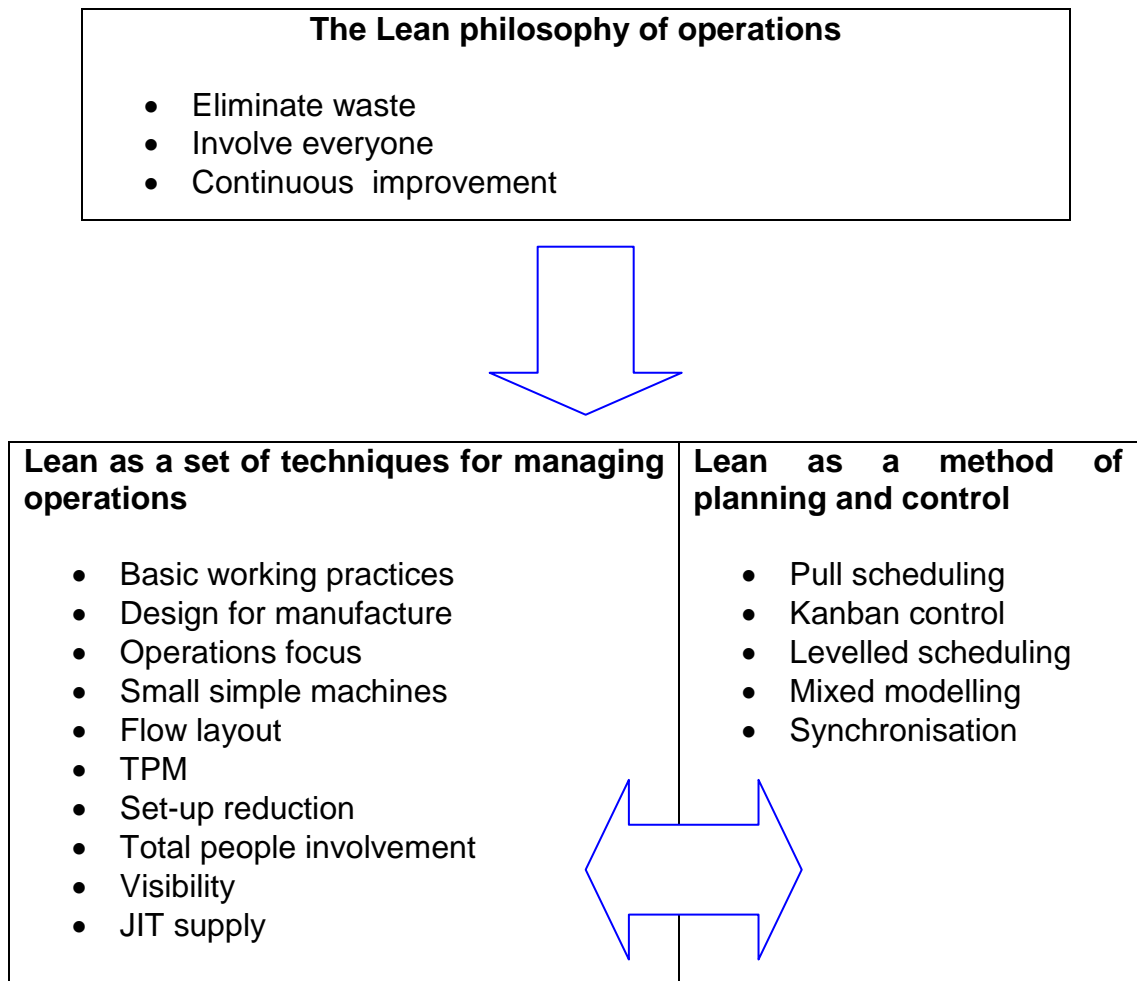 The Lean philosophy of operations
• Eliminate waste
• Involve everyone
• Continuous improvement
Lean as a set of techniques for managing
operations
• Basic working practices
• Design for manufacture
• Operations focus
• Small simple machines
• Flow layout
• TPM
• Set-up reduction
• Total people involvement
• Visibility
• JIT supply
Lean as a method of
planning and control
• Pull scheduling
• Kanban control
• Levelled scheduling
• Mixed modelling
• Synchronisation